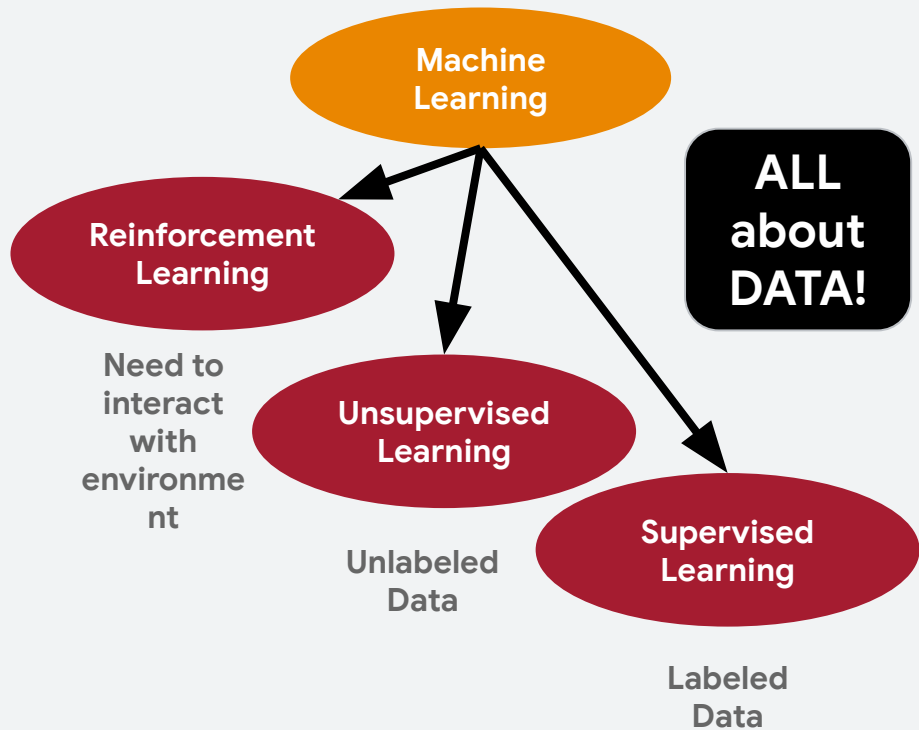 Machine
Learning
ALL
about
DATA!
Reinforcement
Learning
Need to
interact
with
environme
nt
Unsupervised
Learning
Unlabeled
Data
Supervised
Learning
Labeled
Data